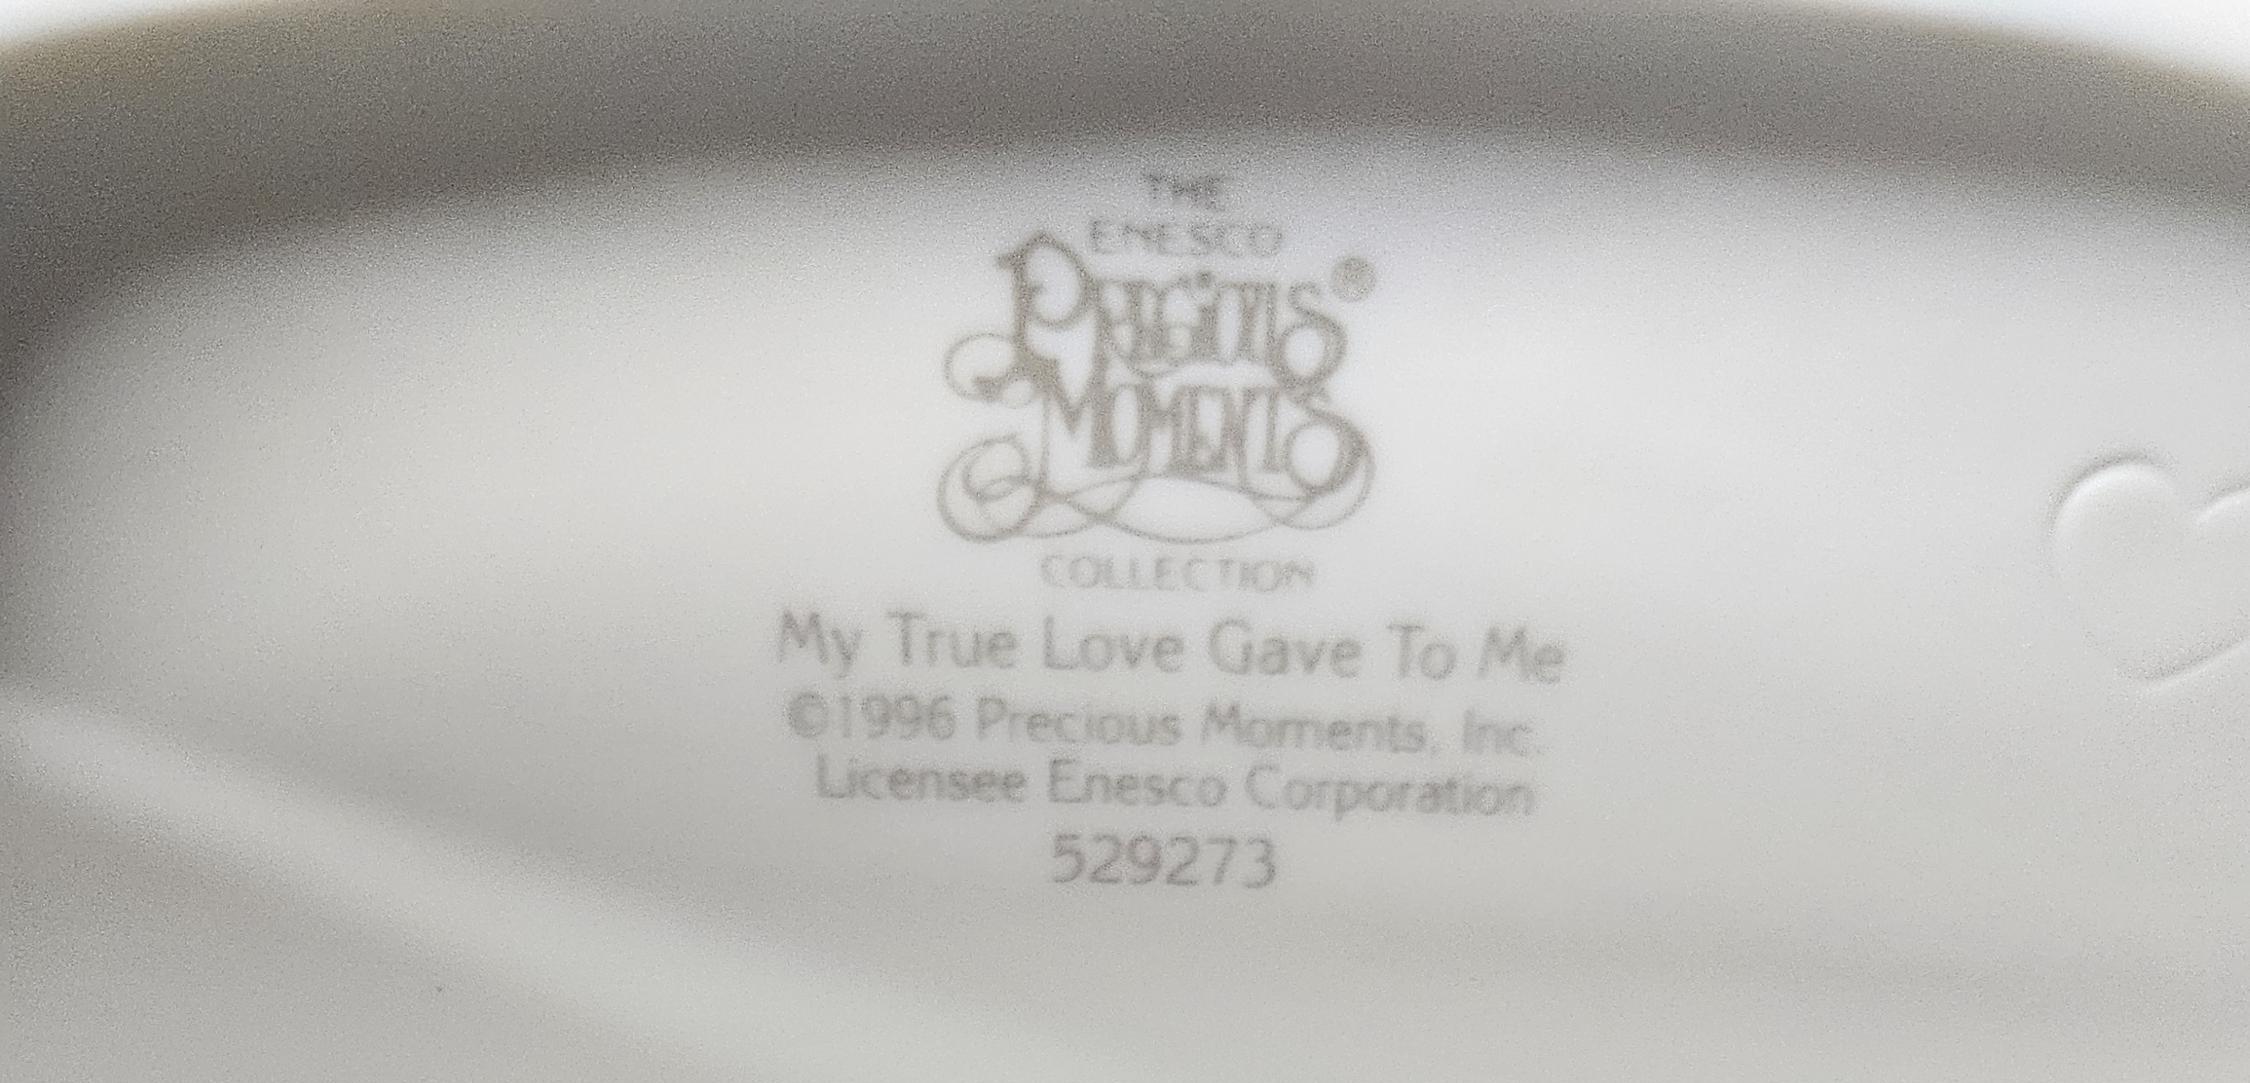 THE
ENESCO
PRECIOUS ®
MOMENTS
COLLECTION
My True Love Gave To Me
©1996 Precious Moments, Inc.
Licensee Enesco Corporation
529273